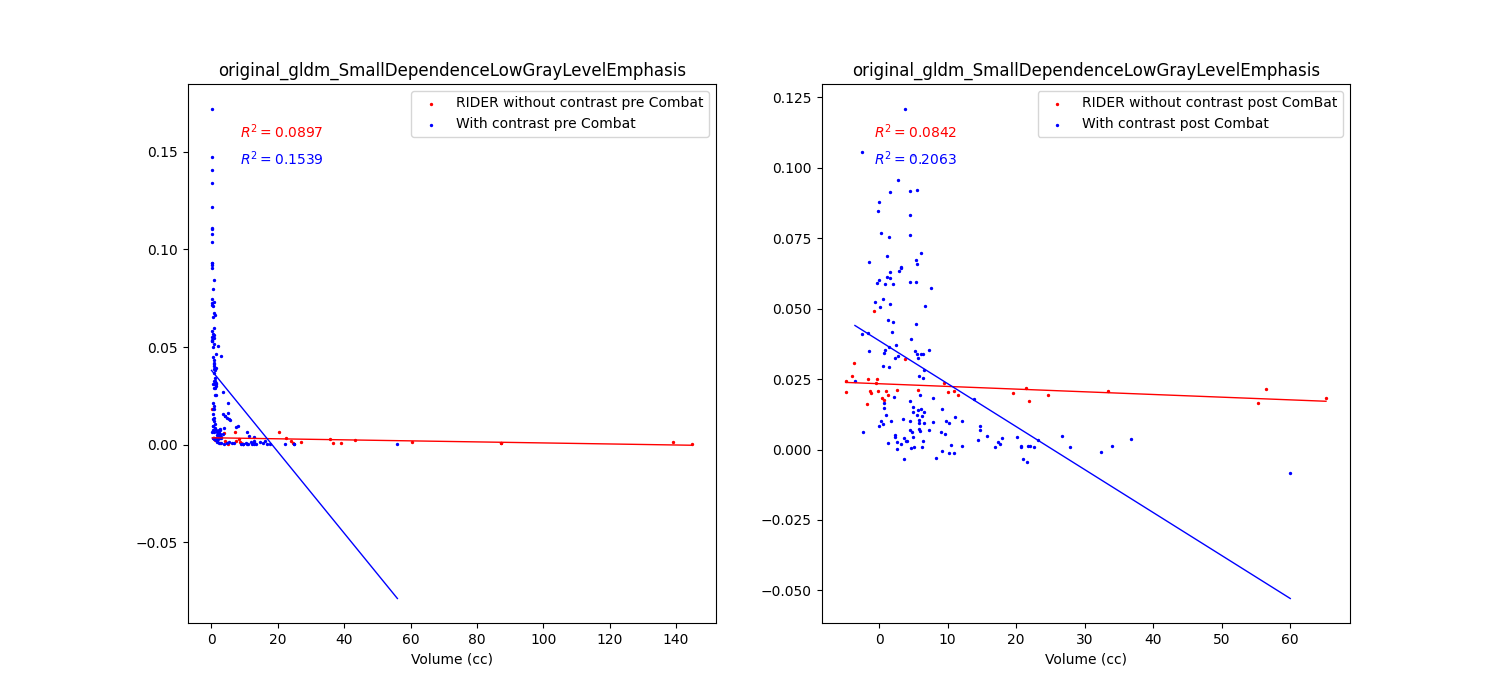 original_gldm_SmallDependenceLowGrayLevelEmphasis
RIDER without contrast pre Combat
With contrast pre Combat
R² = 0.0897
R² = 0.1539
0.15
0.10
0.05
0.00
−0.05
0 20 40 60 80 100 120 140
Volume (cc)
original_gldm_SmallDependenceLowGrayLevelEmphasis
RIDER without contrast post ComBat
With contrast post Combat
R² = 0.0842
R² = 0.2063
0.125
0.100
0.075
0.050
0.025
0.000
−0.025
−0.050
0 10 20 30 40 50 60
Volume (cc)